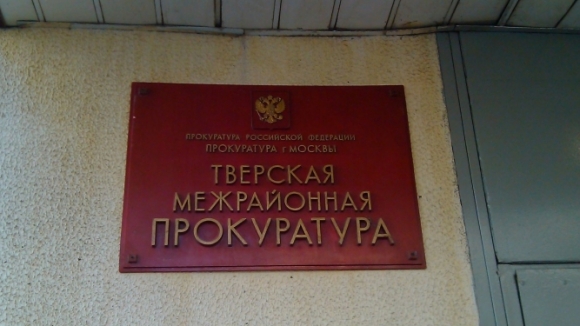 ПРОКУРАТУРА РОССИЙСКОЙ ФЕДЕРАЦИИ
ПРОКУРАТУРА г МОСКВЫ
ТВЕРСКАЯ
МЕЖРАЙОННАЯ
ПРОКУРАТУРА